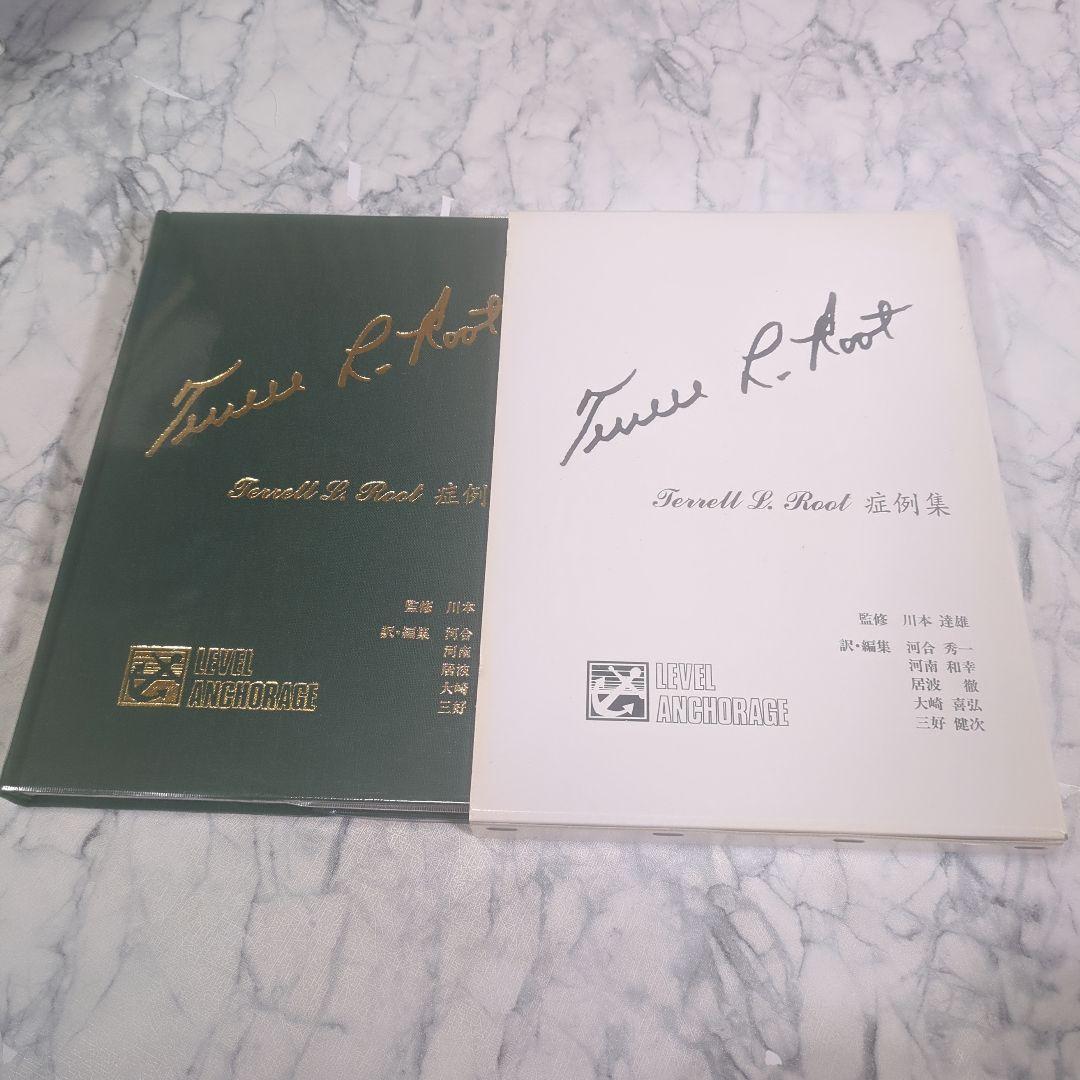 Terrell L. Root
Terrell L. Root 症例
監修 川本
訳・編集 河合
河南
居波
大崎
三好
LEVEL
ANCHORAGE
Terrell L. Root
Terrell L. Root 症例集
監修 川本 達雄
訳・編集 河合 秀一
河南 和幸
居波 徹
大崎 喜弘
三好 健次
LEVEL
ANCHORAGE